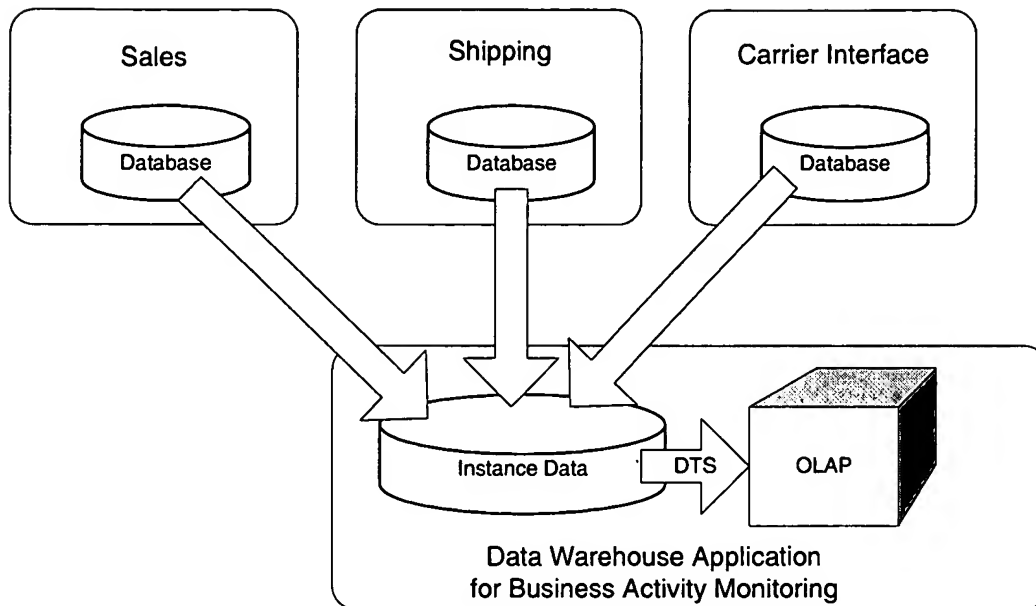 Sales
Shipping
Carrier Interface
Database
Database
Database
Instance Data
DTS
OLAP
Data Warehouse Application
for Business Activity Monitoring